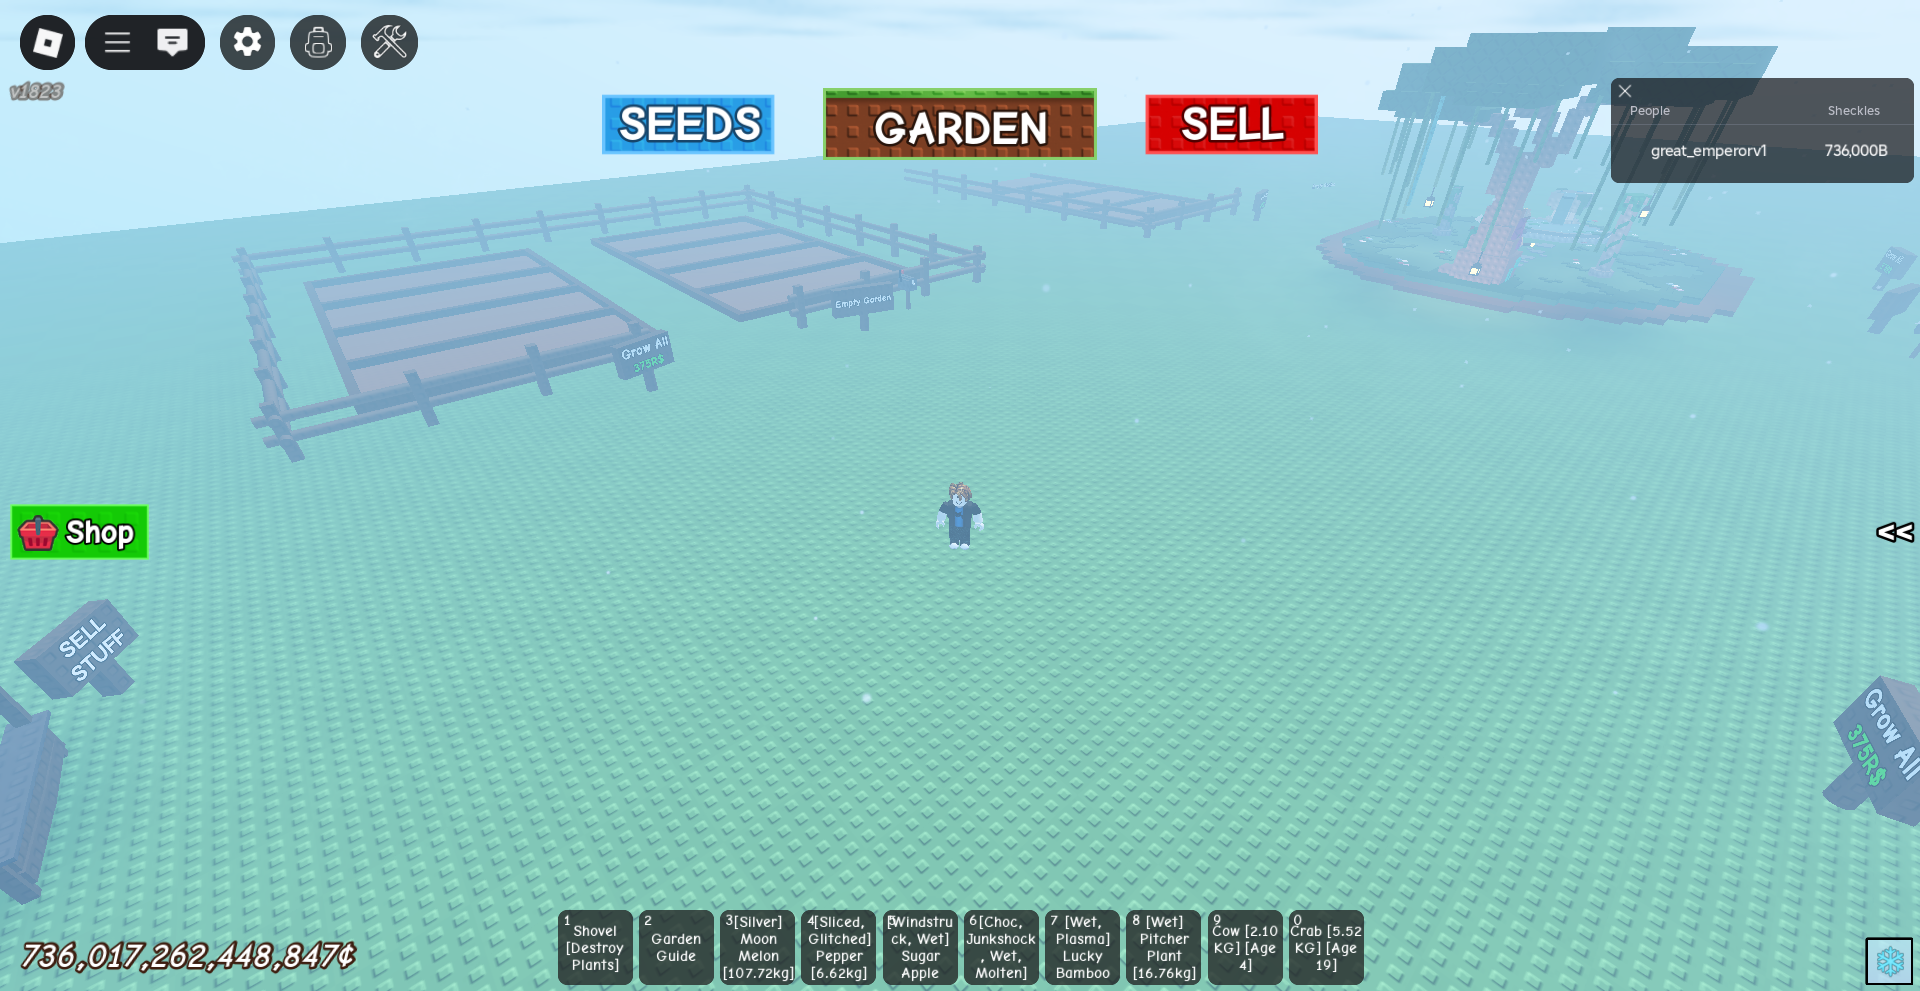 v1823
SEEDS
GARDEN
SELL
People Sheckles
great_emperorv1 736,000B
Empty Garden
Grow All
375R$
Shop
<<
SELL
STUFF
Grow All
375R$
736,017,262,448,847¢
1
Shovel
[Destroy
Plants]
2
Garden
Guide
3
[Silver]
Moon
Melon
[107.72kg]
4
[Sliced,
Glitched]
Pepper
[6.62kg]
5
[Windstru
ck, Wet]
Sugar
Apple
6
[Choc,
Junkshock
, Wet,
Molten]
7
[Wet,
Plasma]
Lucky
Bamboo
8
[Wet]
Pitcher
Plant
[16.76kg]
9
Cow [2.10
KG] [Age
4]
0
Crab [5.52
KG] [Age
19]